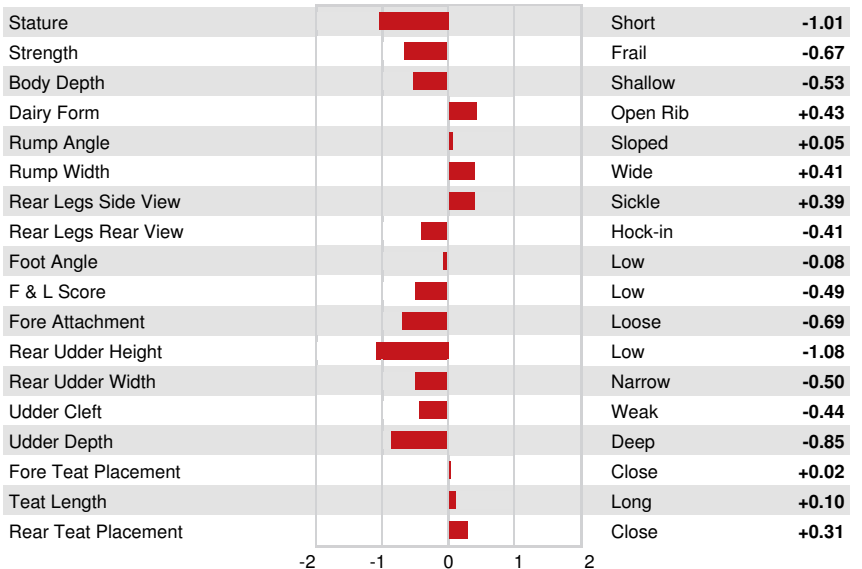 Stature Short -1.01
Strength Frail -0.67
Body Depth Shallow -0.53
Dairy Form Open Rib +0.43
Rump Angle Sloped +0.05
Rump Width Wide +0.41
Rear Legs Side View Sickle +0.39
Rear Legs Rear View Hock-in -0.41
Foot Angle Low -0.08
F & L Score Low -0.49
Fore Attachment Loose -0.69
Rear Udder Height Low -1.08
Rear Udder Width Narrow -0.50
Udder Cleft Weak -0.44
Udder Depth Deep -0.85
Fore Teat Placement Close +0.02
Teat Length Long +0.10
Rear Teat Placement Close +0.31
-2 -1 0 1 2